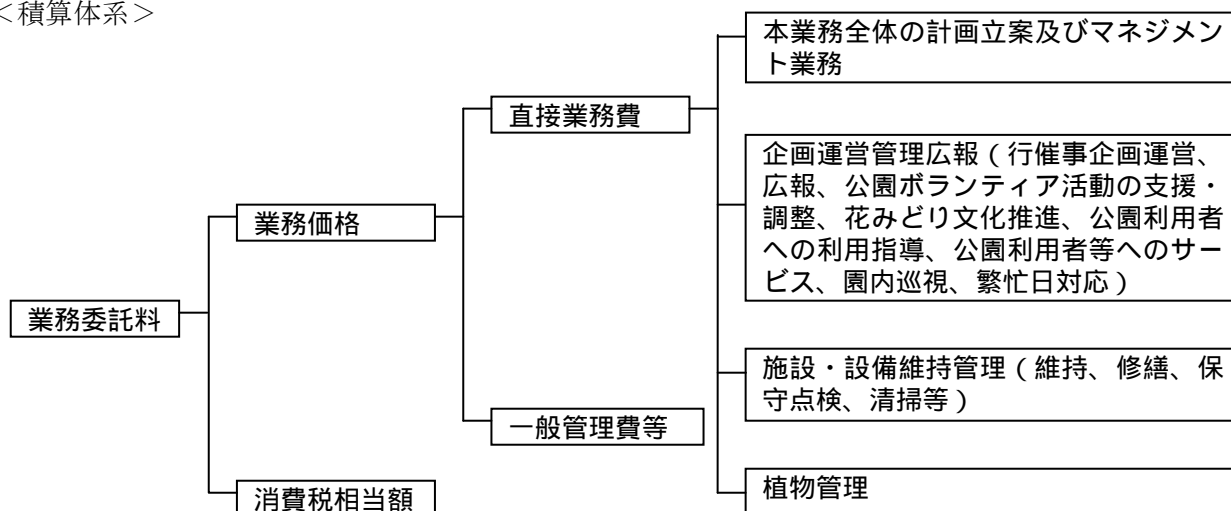 <積算体系>
業務委託料
業務価格
消費税相当額
直接業務費
一般管理費等
本業務全体の計画立案及びマネジメン
ト業務
企画運営管理広報(行催事企画運営、
広報、公園ボランティア活動の支援・
調整、花みどり文化推進、公園利用者
への利用指導、公園利用者等へのサー
ビス、園内巡視、繁忙日対応)
施設・設備維持管理(維持、修繕、保
守点検、清掃等)
植物管理